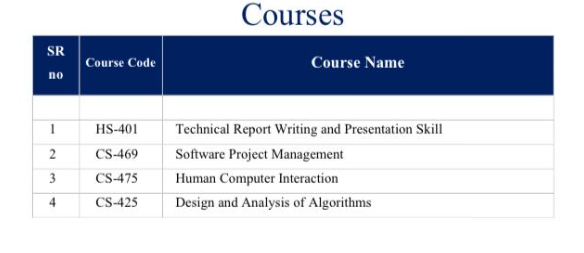 Courses
SR no Course Code Course Name
1 HS-401 Technical Report Writing and Presentation Skill
2 CS-469 Software Project Management
3 CS-475 Human Computer Interaction
4 CS-425 Design and Analysis of Algorithms